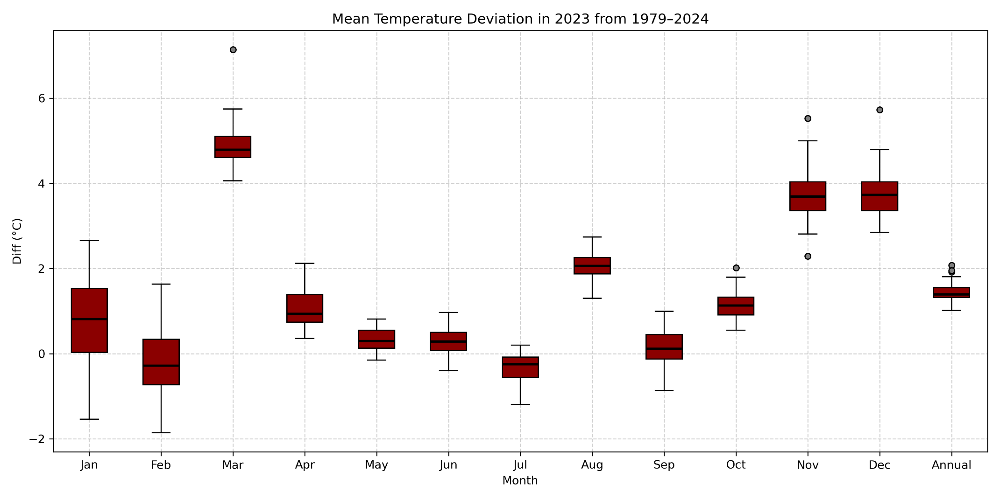 Mean Temperature Deviation in 2023 from 1979–2024
Diff (°C)
6
4
2
0
−2
Jan Feb Mar Apr May Jun Jul Aug Sep Oct Nov Dec Annual
Month